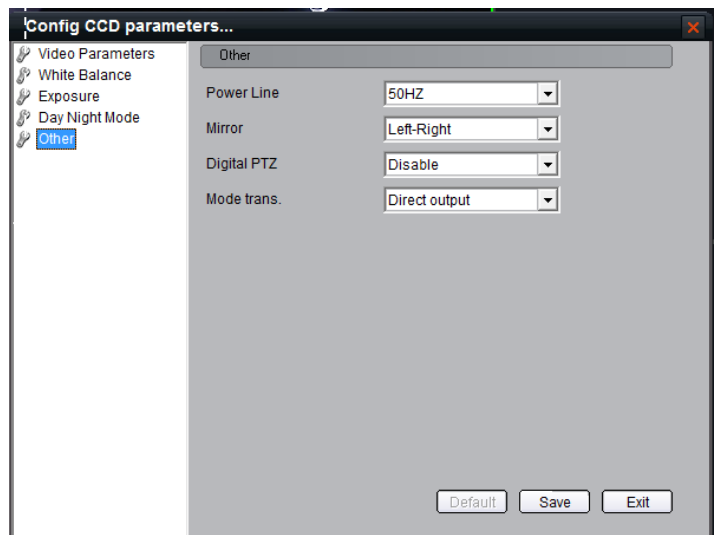 Config CCD parameters...
Video Parameters
White Balance
Exposure
Day Night Mode
Other
Other
Power Line
50HZ
Mirror
Left-Right
Digital PTZ
Disable
Mode trans.
Direct output
Default
Save
Exit